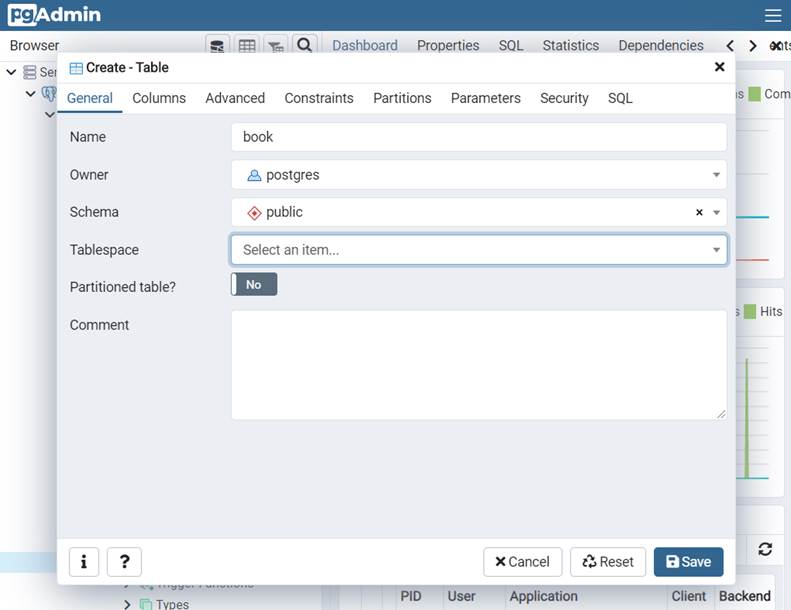 pgAdmin
Browser
Dashboard Properties SQL Statistics Dependencies
Create - Table
General Columns Advanced Constraints Partitions Parameters Security SQL
Name book
Owner postgres
Schema public
Tablespace Select an item...
Partitioned table? No
Comment
Hits
i ? Cancel Reset Save
Trigger Functions
Types
PID User Application Client Backend